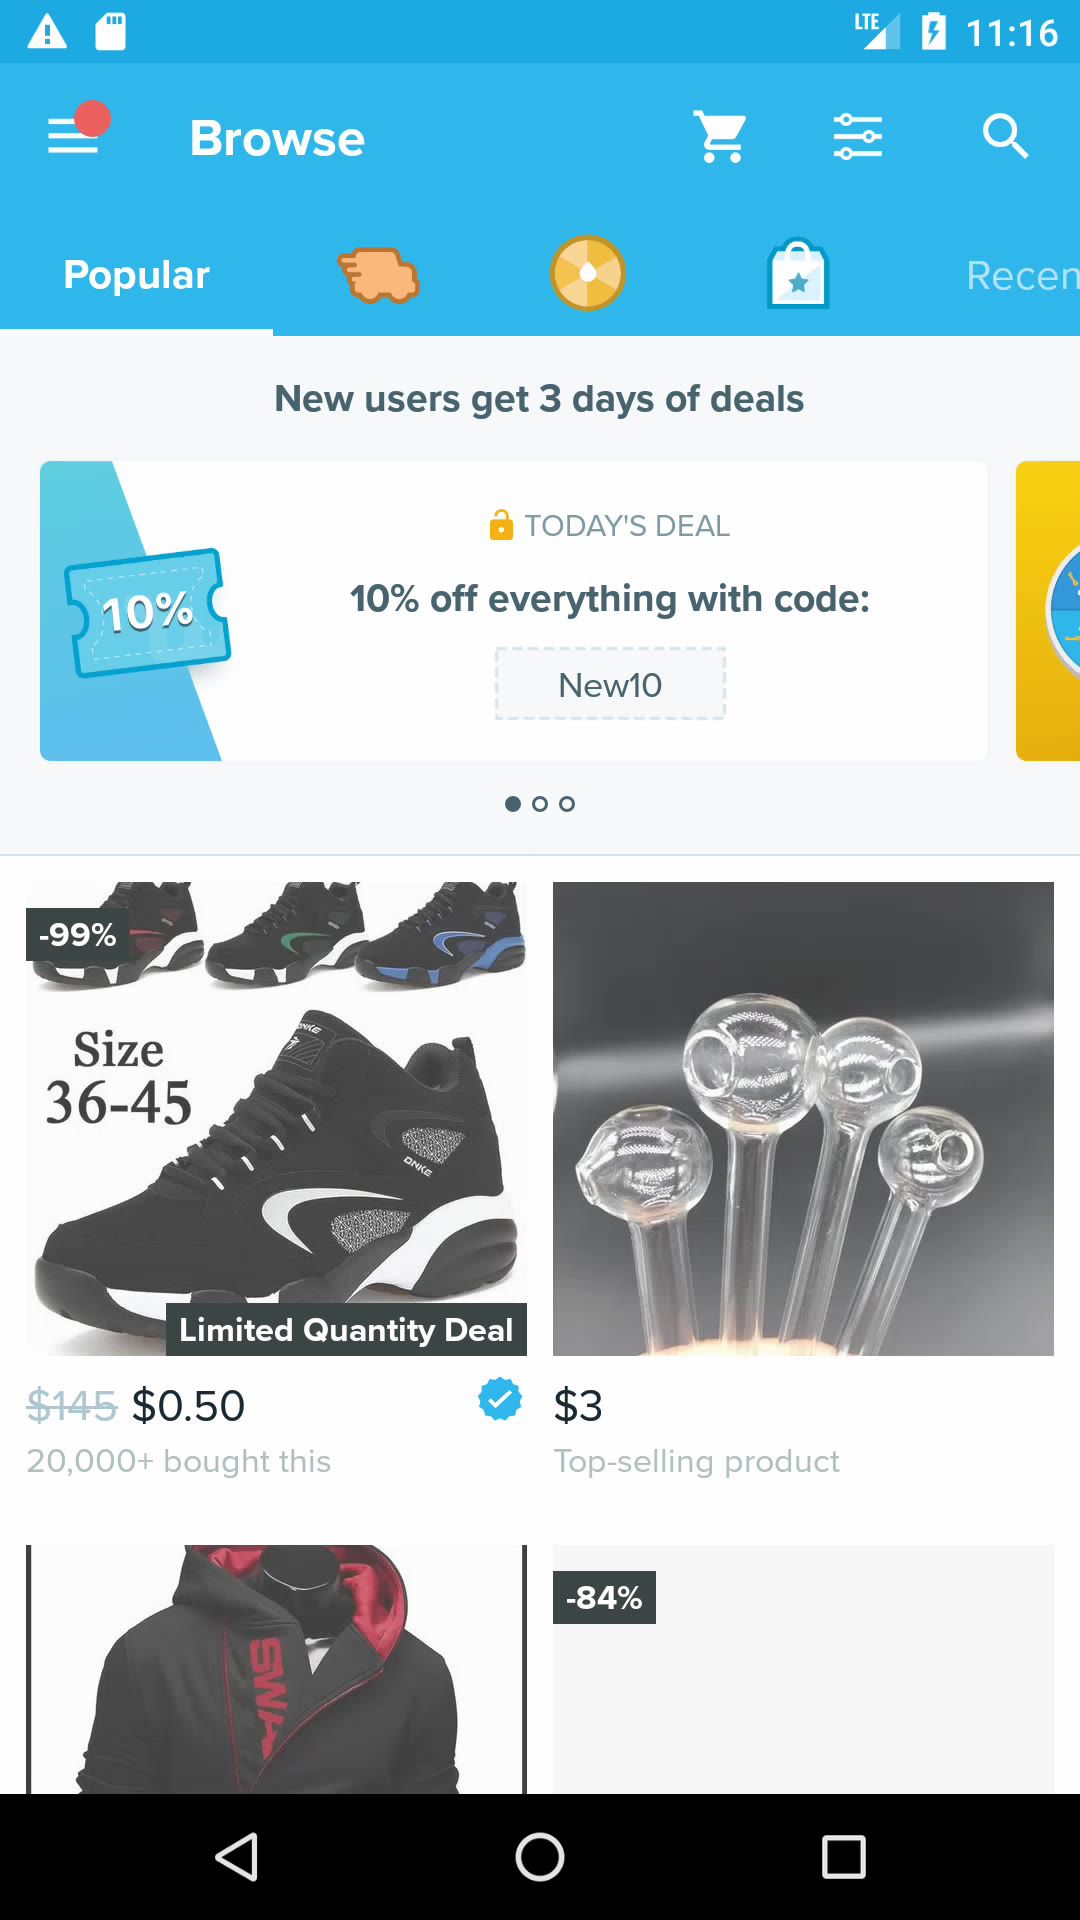 LTE 11:16
Browse
Popular
Recen
New users get 3 days of deals
TODAY'S DEAL
10% off everything with code:
10%
New10
-99%
Size
36-45
ONKE
ONKE
Limited Quantity Deal
$145 $0.50
20,000+ bought this
$3
Top-selling product
SWA
-84%